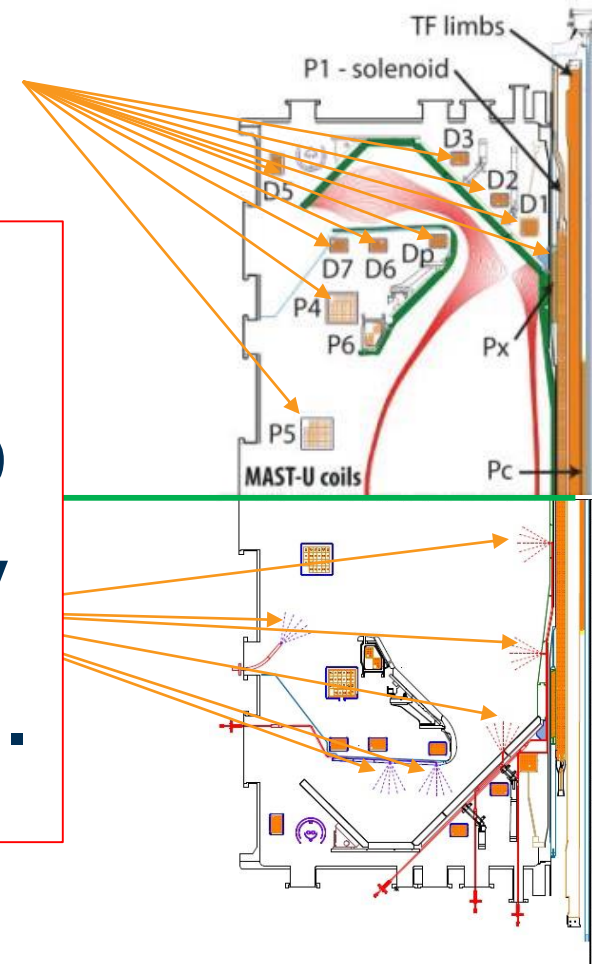 TF limbs
P1 - solenoid
D3
D2
D5
D1
D7
D6
Dp
P4
P6
Px
P5
)
MAST-U coils
Pc
.